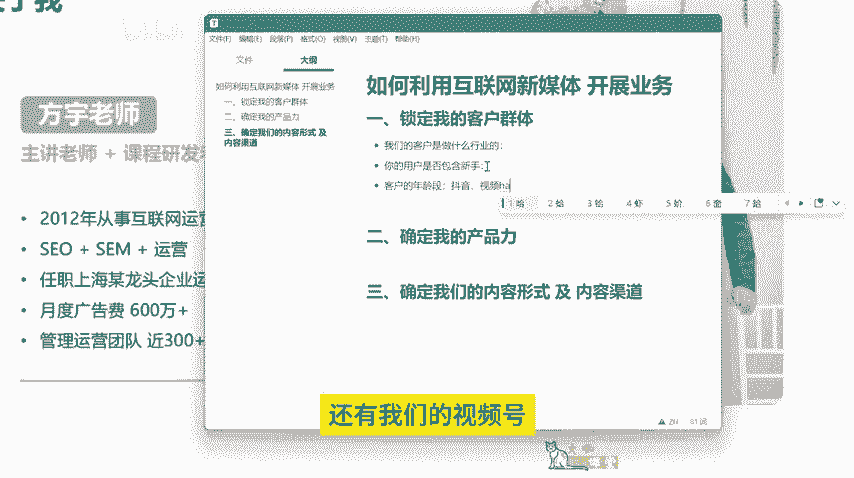 于我
方宇老师
主讲老师 + 课程研发
• 2012年从事互联网运营
• SEO + SEM + 运营
• 任职上海某龙头企业运
• 月度广告费 600万+
• 管理运营团队 近300+
T
文件(F) 编辑(E) 段落(P) 格式(O) 视图(V) 主题(T) 帮助(H)
文件 大纲
如何利用互联网新媒体 开展业务
一、锁定我的客户群体
二、确定我的产品力
三、确定我们的内容形式 及
内容渠道
如何利用互联网新媒体 开展业务
一、锁定我的客户群体
• 我们的客户是做什么行业的：
• 你的用户是否包含新手：
• 客户的年龄段：抖音、视频ha
1 哈 2 蛤 3 铪 4 虾
二、确定我的产品力
三、确定我们的内容形式 及 内容渠道
还有我们的视频号
ZH 81 词